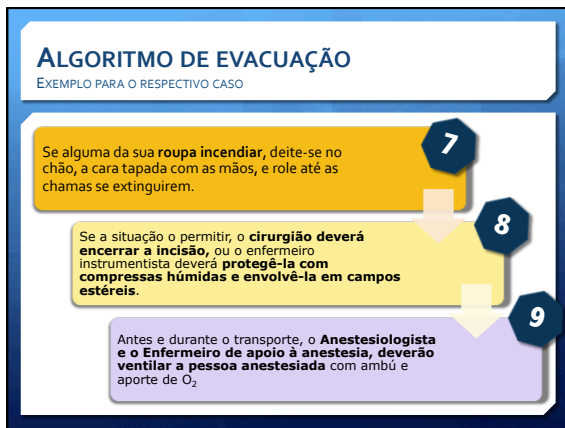 ALGORITMO DE EVACUAÇÃO
EXEMPLO PARA O RESPECTIVO CASO
7
Se alguma da sua roupa incendiar, deite-se no
chão, a cara tapada com as mãos, e role até as
chamas se extinguirem.
8
Se a situação o permitir, o cirurgião deverá
encerrar a incisão, ou o enfermeiro
instrumentista deverá protegê-la com
compressas húmidas e envolvê-la em campos
estéreis.
9
Antes e durante o transporte, o Anestesiologista
e o Enfermeiro de apoio à anestesia, deverão
ventilar a pessoa anestesiada com ambú e
aporte de O₂